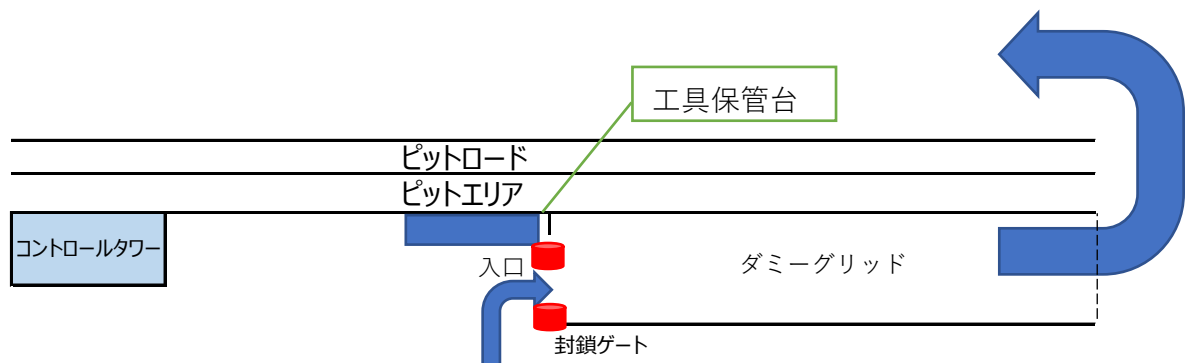 工具保管台
ピットロード
ピットエリア
コントロールタワー
入口
ダミーグリッド
封鎖ゲート